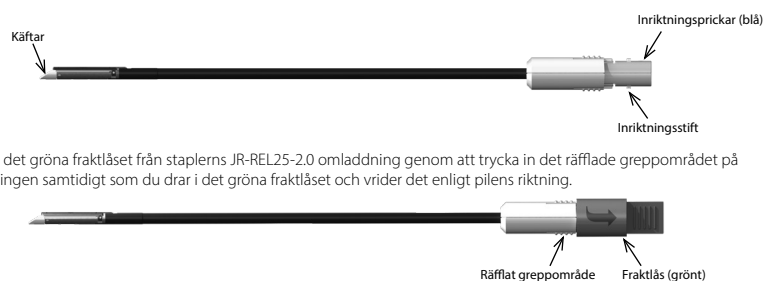 Inriktningsprickar (blå)
Käftar
Inriktningsstift
det gröna fraktlåset från staplerns JR-REL25-2.0 omladdning genom att trycka in det räfflade greppområdet på
ingen samtidigt som du drar i det gröna fraktlåset och vrider det enligt pilens riktning.
Räfflat greppområde Fraktlås (grönt)